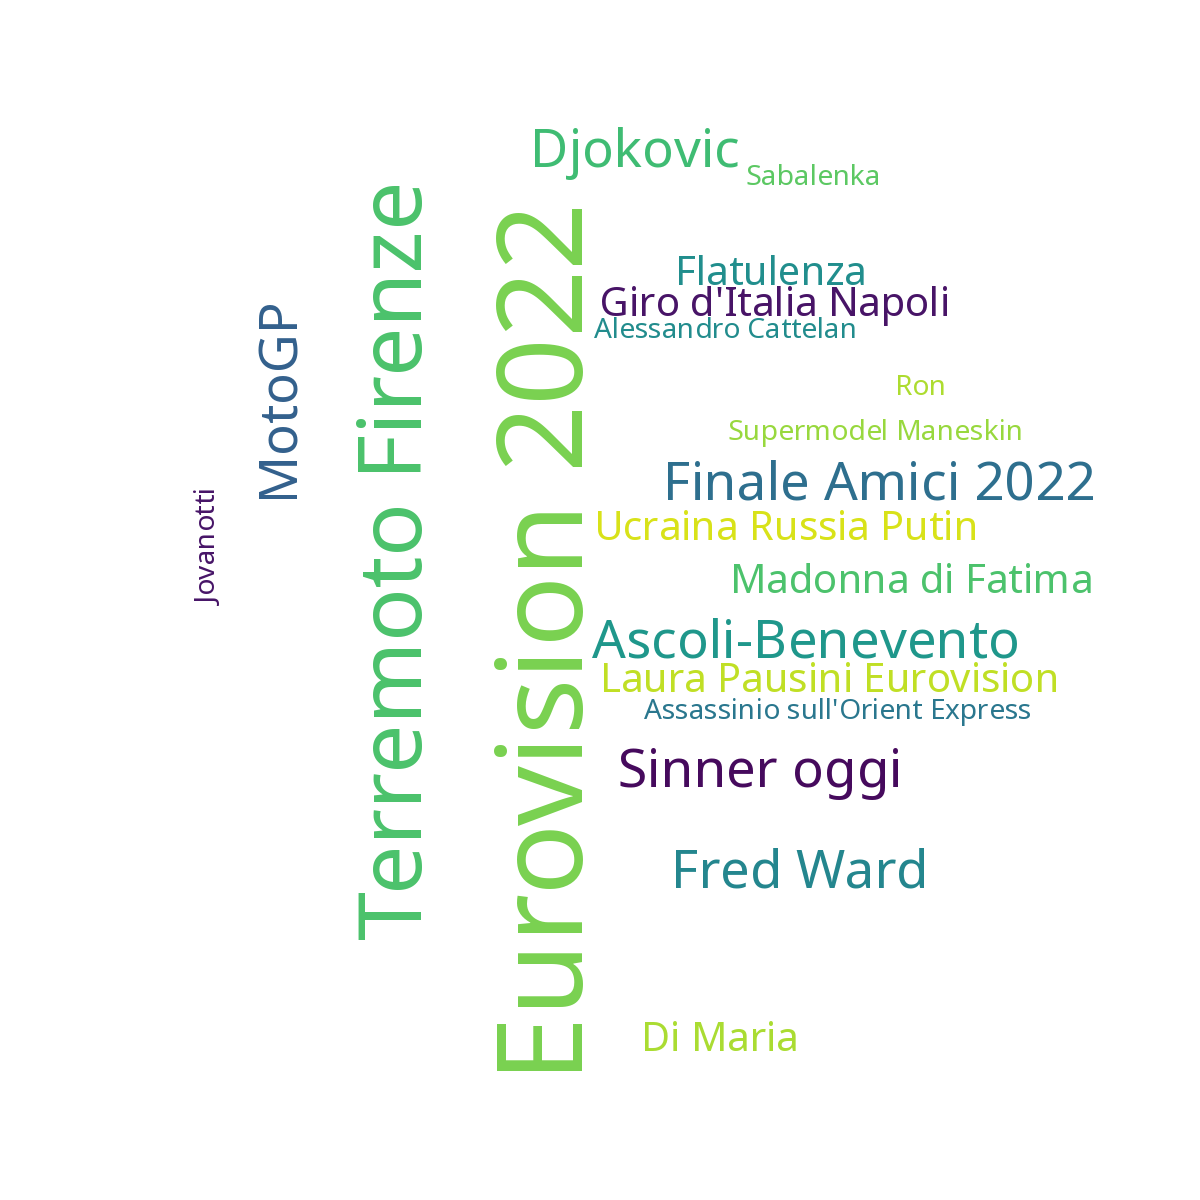 Djokovic
Sabalenka
Terremoto Firenze
Eurovision 2022
Flatulenza
Giro d'Italia Napoli
MotoGP
Alessandro Cattelan
Ron
Supermodel Maneskin
Finale Amici 2022
Jovanotti
Ucraina Russia Putin
Madonna di Fatima
Ascoli-Benevento
Laura Pausini Eurovision
Assassinio sull'Orient Express
Sinner oggi
Fred Ward
Di Maria